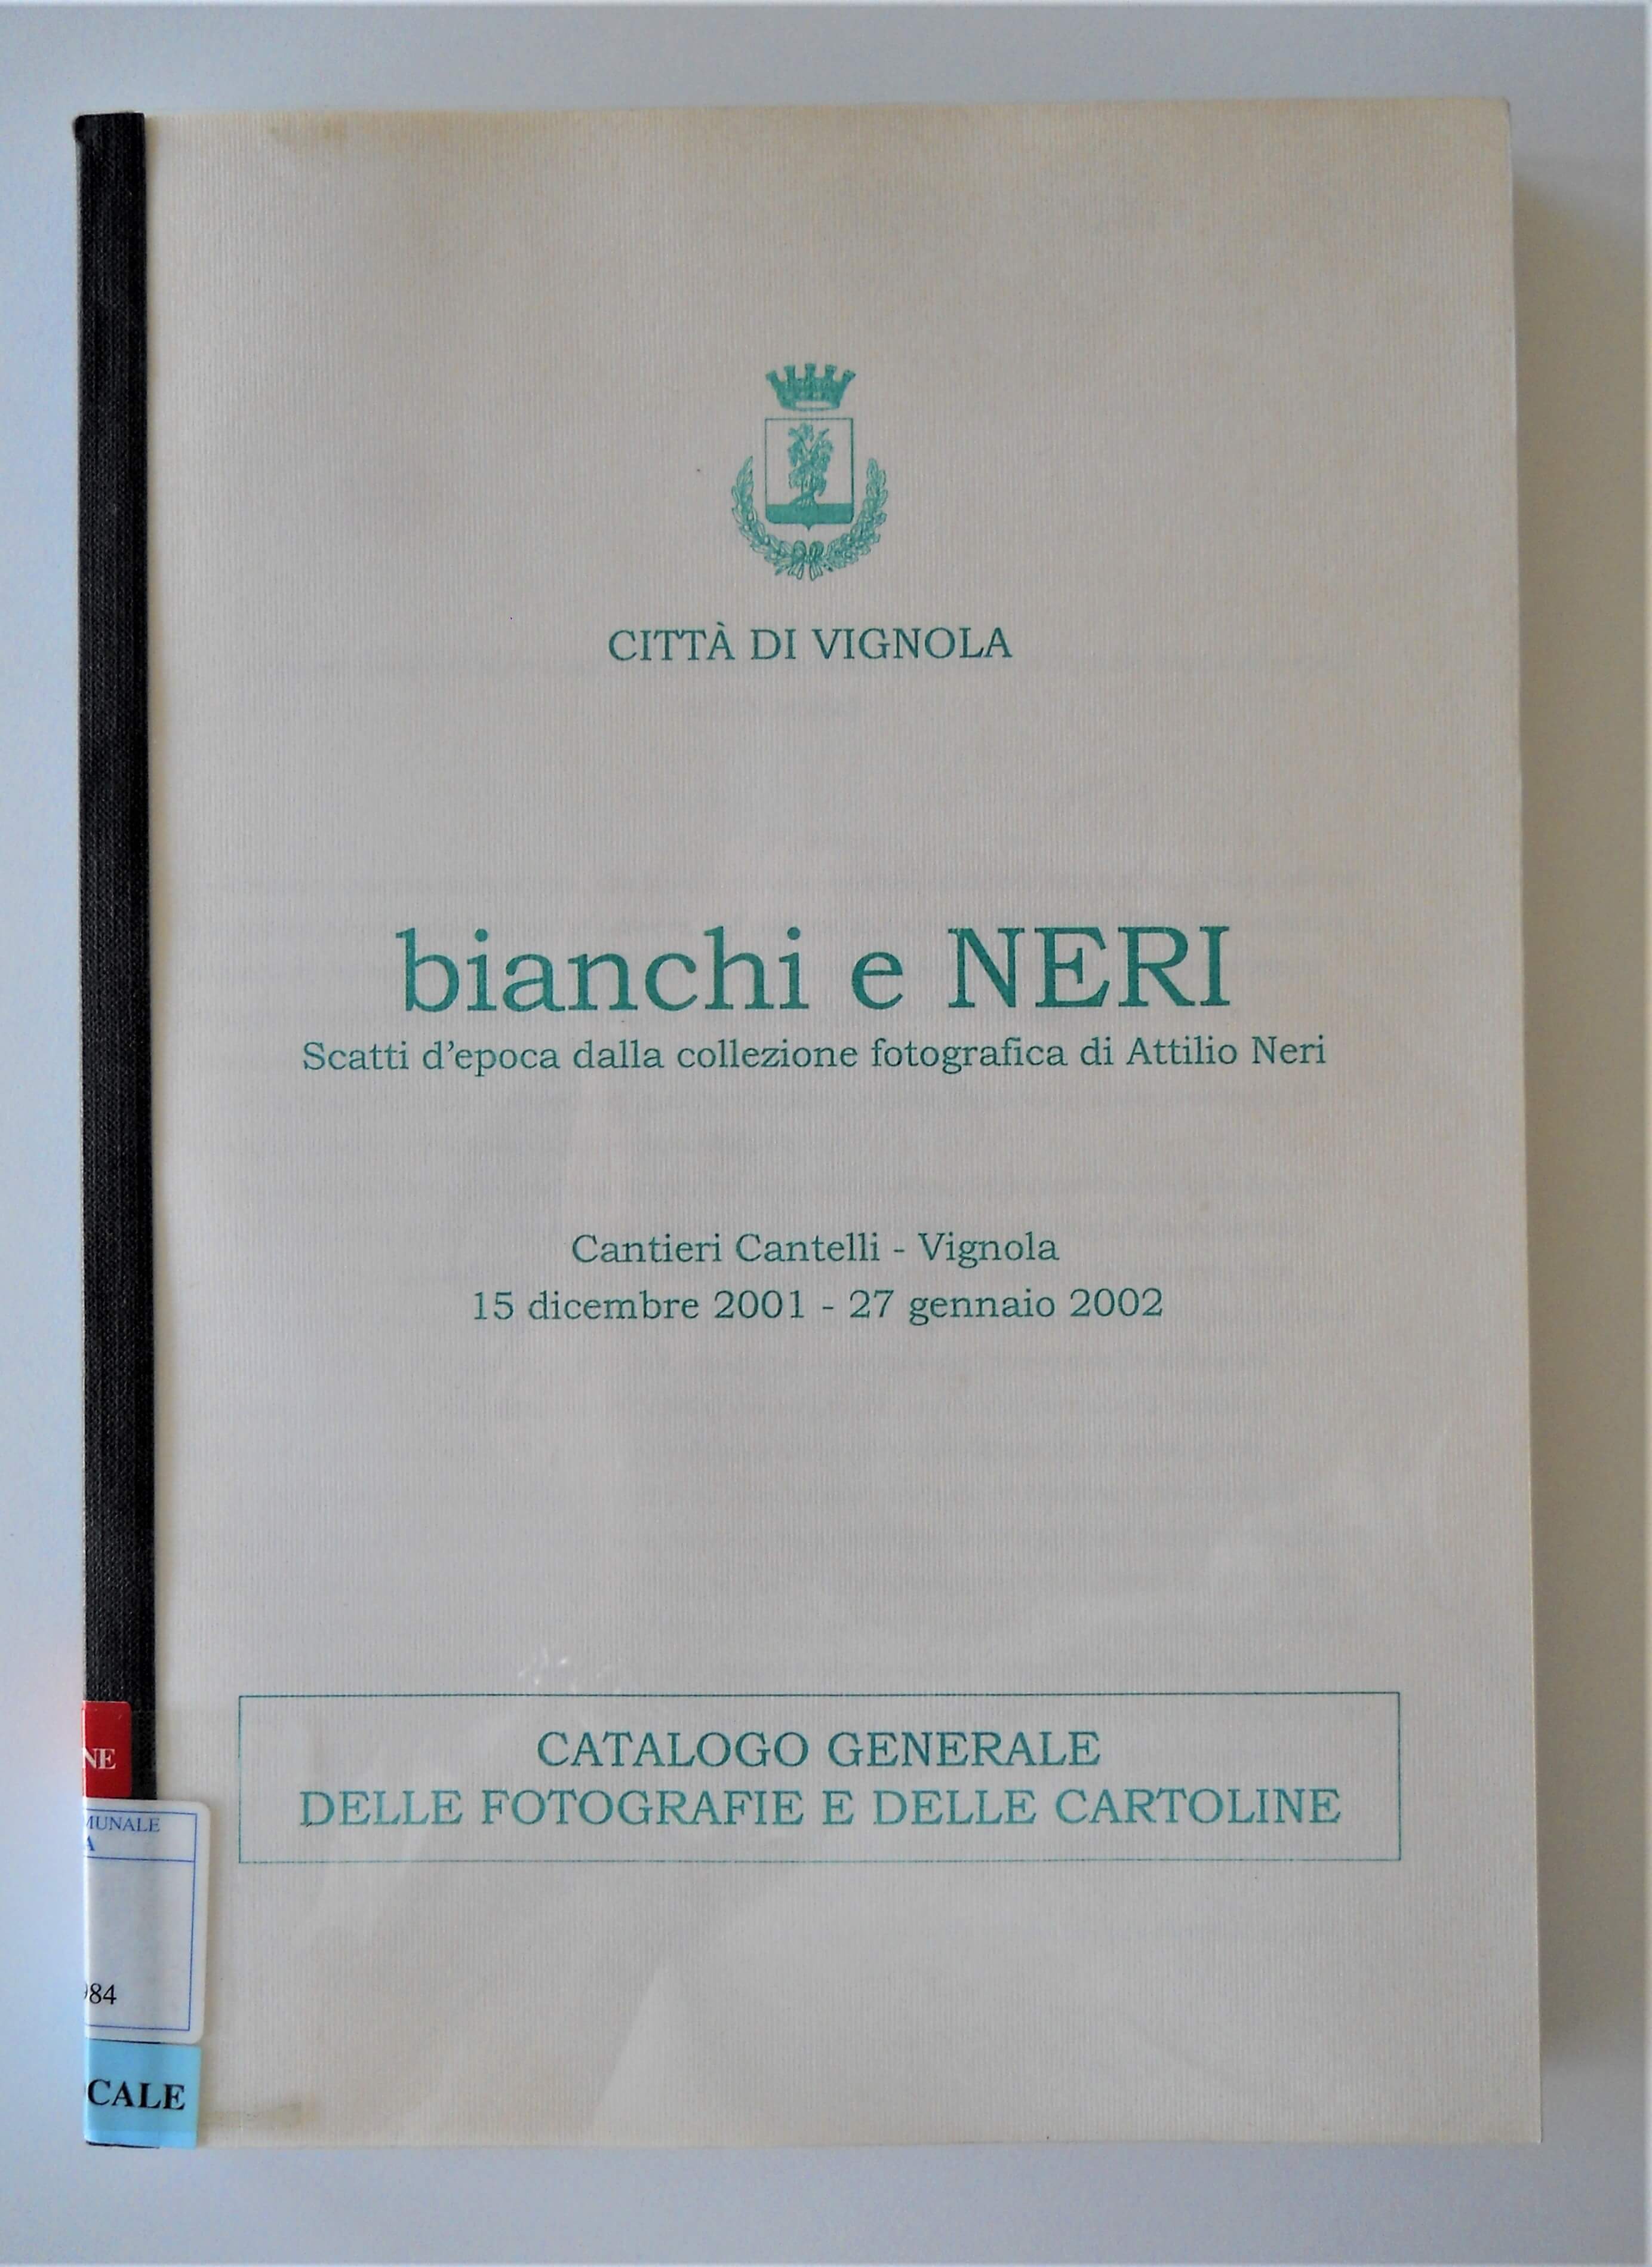 CITTÀ DI VIGNOLA
bianchi e NERI
Scatti d'epoca dalla collezione fotografica di Attilio Neri
Cantieri Cantelli - Vignola
15 dicembre 2001 - 27 gennaio 2002
CATALOGO GENERALE
DELLE FOTOGRAFIE E DELLE CARTOLINE
NE
MUNALE
A
984
CALE